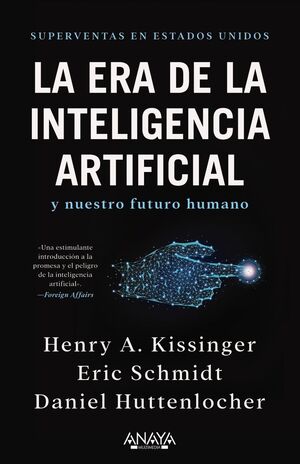 SUPERVENTAS EN ESTADOS UNIDOS
LA ERA DE LA
INTELIGENCIA
ARTIFICIAL
y nuestro futuro humano
«Una estimulante
introducción a la
promesa y el peligro
de la inteligencia
artificial».
—Foreign Affairs
Henry A. Kissinger
Eric Schmidt
Daniel Huttenlocher
ANAYA
MULTIMEDIA